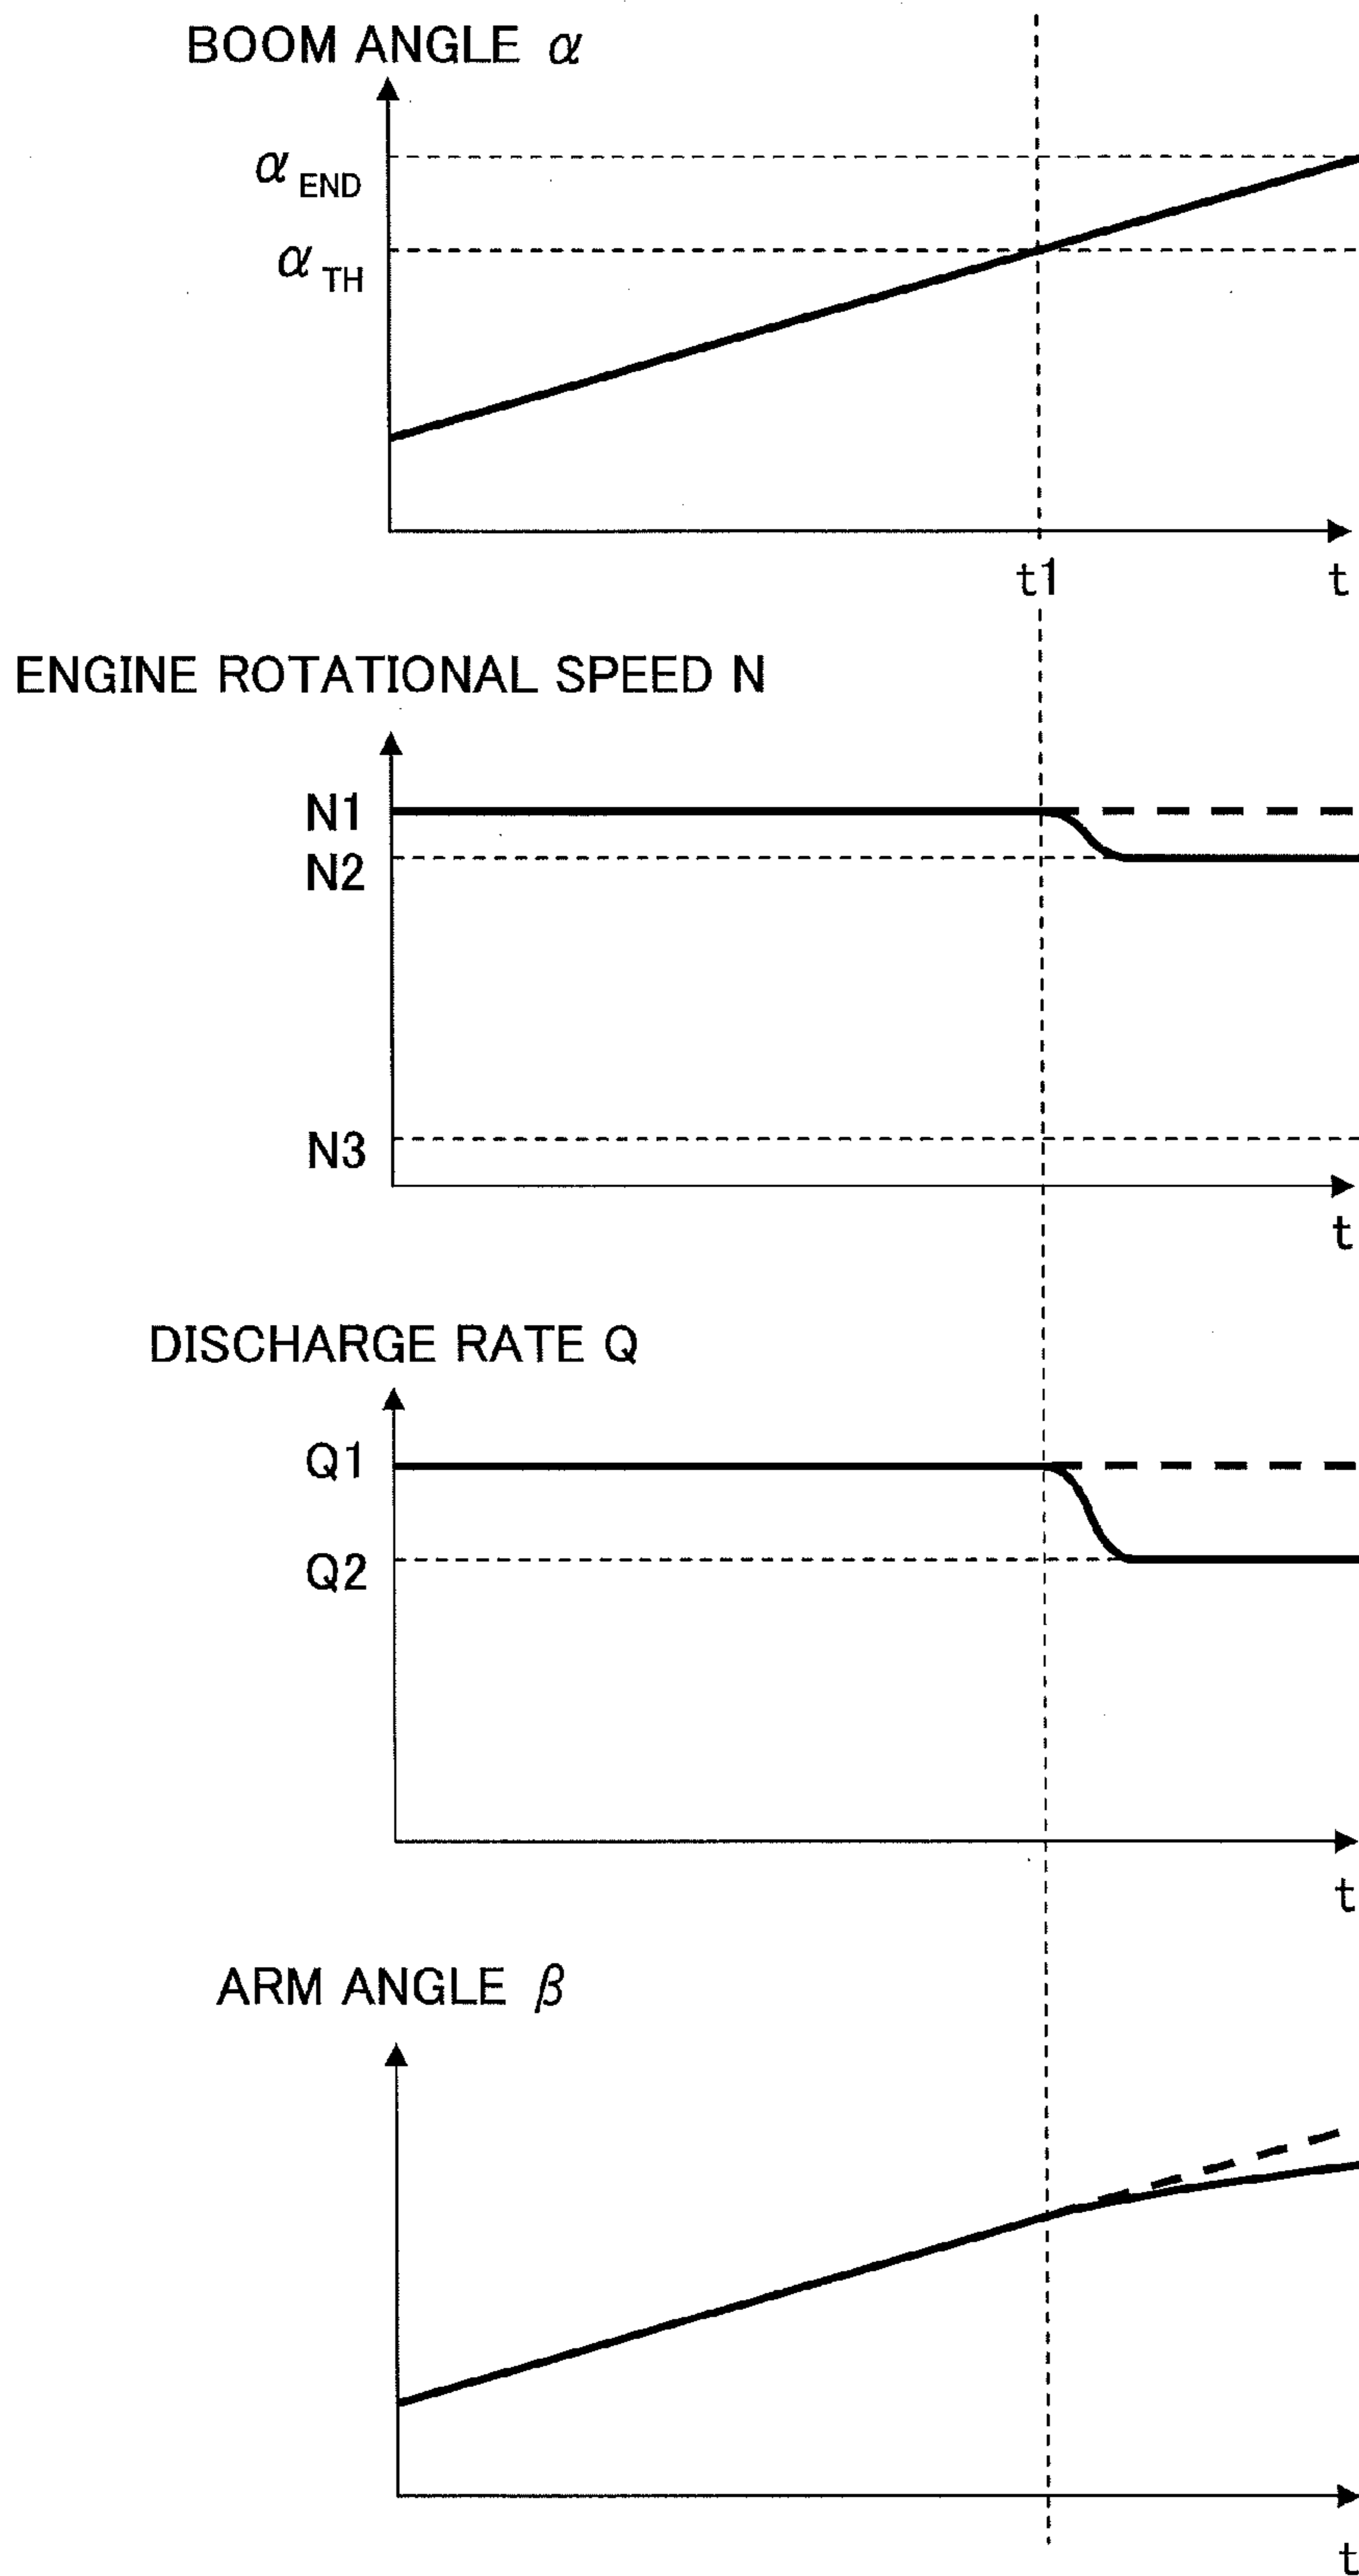 BOOM ANGLE α
α END
α TH
t1 t
ENGINE ROTATIONAL SPEED N
N1
N2
N3
t
DISCHARGE RATE Q
Q1
Q2
t
ARM ANGLE β
t